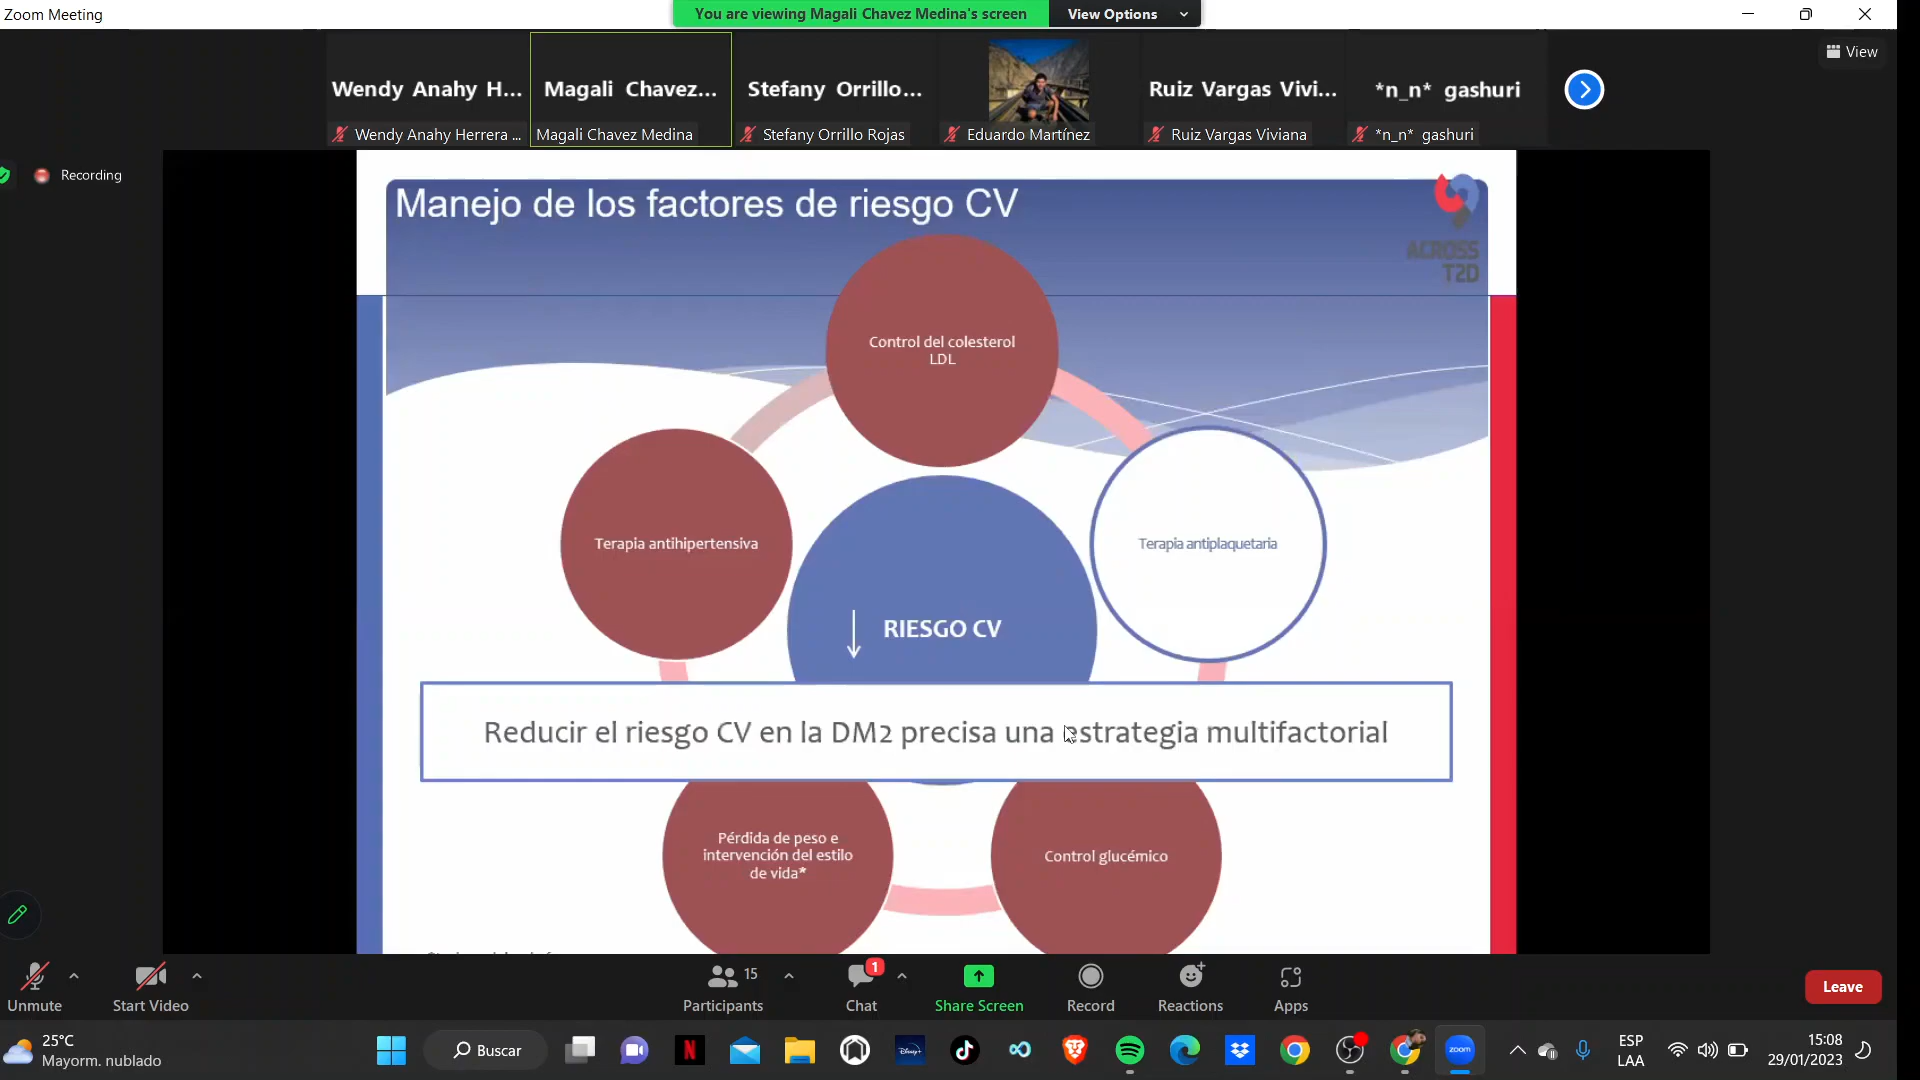 Zoom Meeting
You are viewing Magali Chavez Medina's screen
View Options
View
Wendy Anahy H...
Magali Chavez...
Stefany Orrillo...
Ruiz Vargas Vivi...
*n_n* gashuri
Wendy Anahy Herrera ...
Magali Chavez Medina
Stefany Orrillo Rojas
Eduardo Martínez
Ruiz Vargas Viviana
*n_n* gashuri
Recording
Manejo de los factores de riesgo CV
ACROSS
T2D
Control del colesterol
LDL
Terapia antihipertensiva
Terapia antiplaquetaria
RIESGO CV
Reducir el riesgo CV en la DM2 precisa una estrategia multifactorial
Pérdida de peso e
intervención del estilo
de vida*
Control glucémico
Unmute
Start Video
15
Participants
1
Chat
Share Screen
Record
Reactions
Apps
Leave
25°C
Mayorm. nublado
Buscar
N
Disney+
zoom
ESP
LAA
15:08
29/01/2023